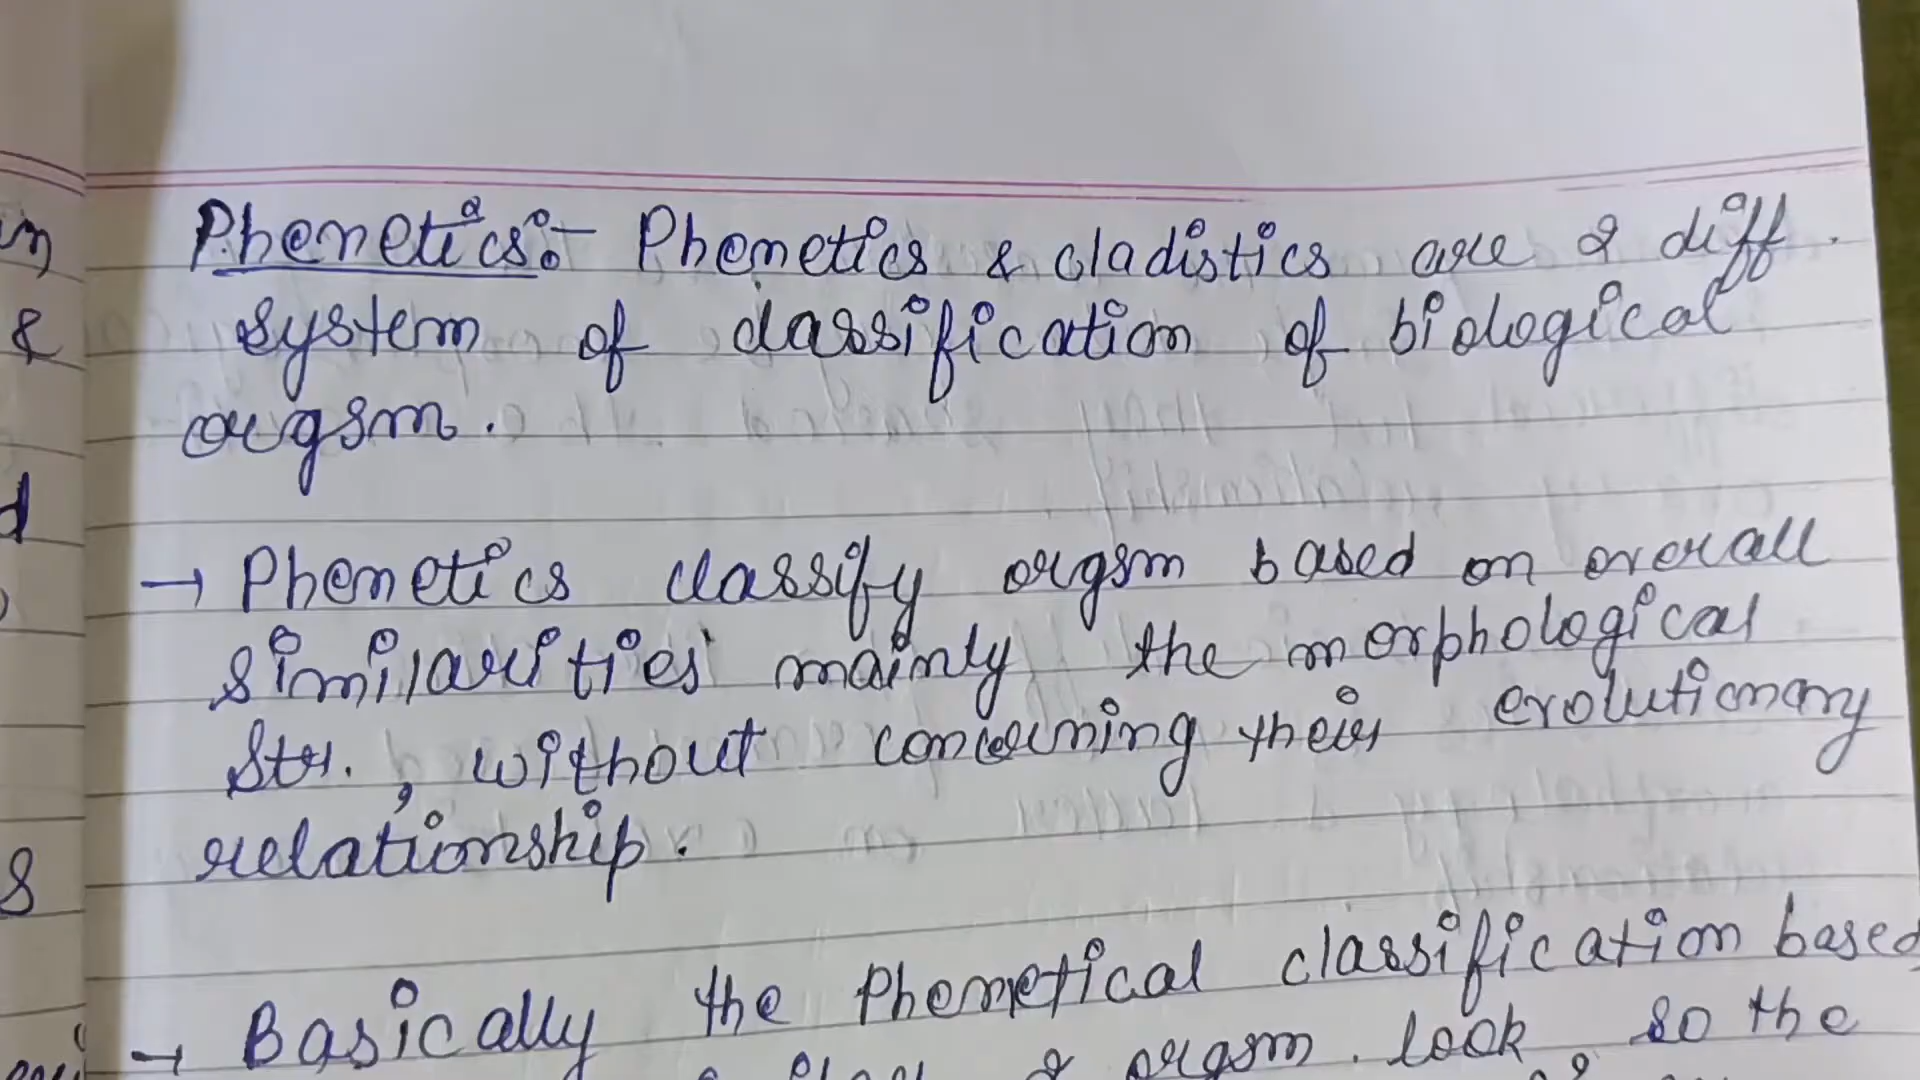 Phenetics:- Phenetics & cladistics are 2 diff.
system of classification of biological
orgsm.
→ Phenetics classify orgsm based on overall
similarities mainly the morphological
str., without concerning their evolutionary
relationship.
→ Basically the Phenetical classification based
orgsm. look so the